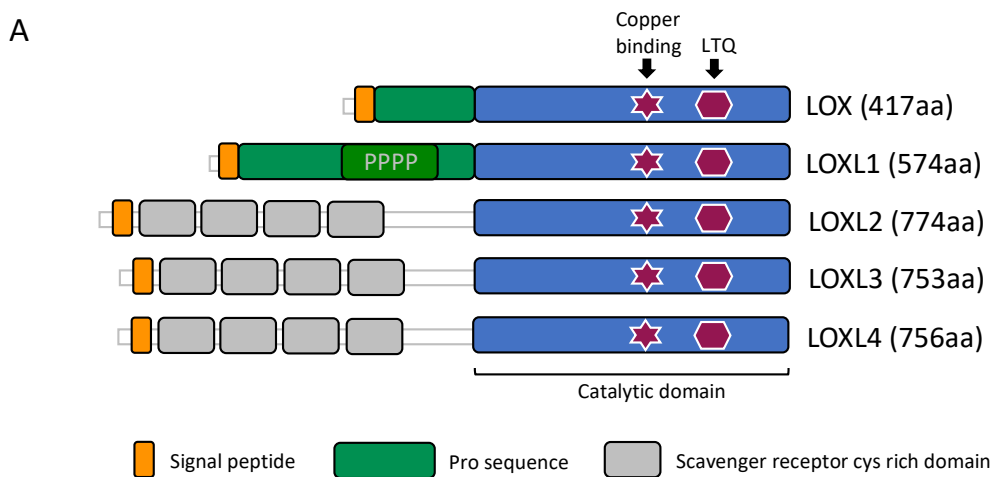 A
Copper
binding
LTQ
LOX (417aa)
PPPP
LOXL1 (574aa)
LOXL2 (774aa)
LOXL3 (753aa)
LOXL4 (756aa)
Catalytic domain
Signal peptide
Pro sequence
Scavenger receptor cys rich domain